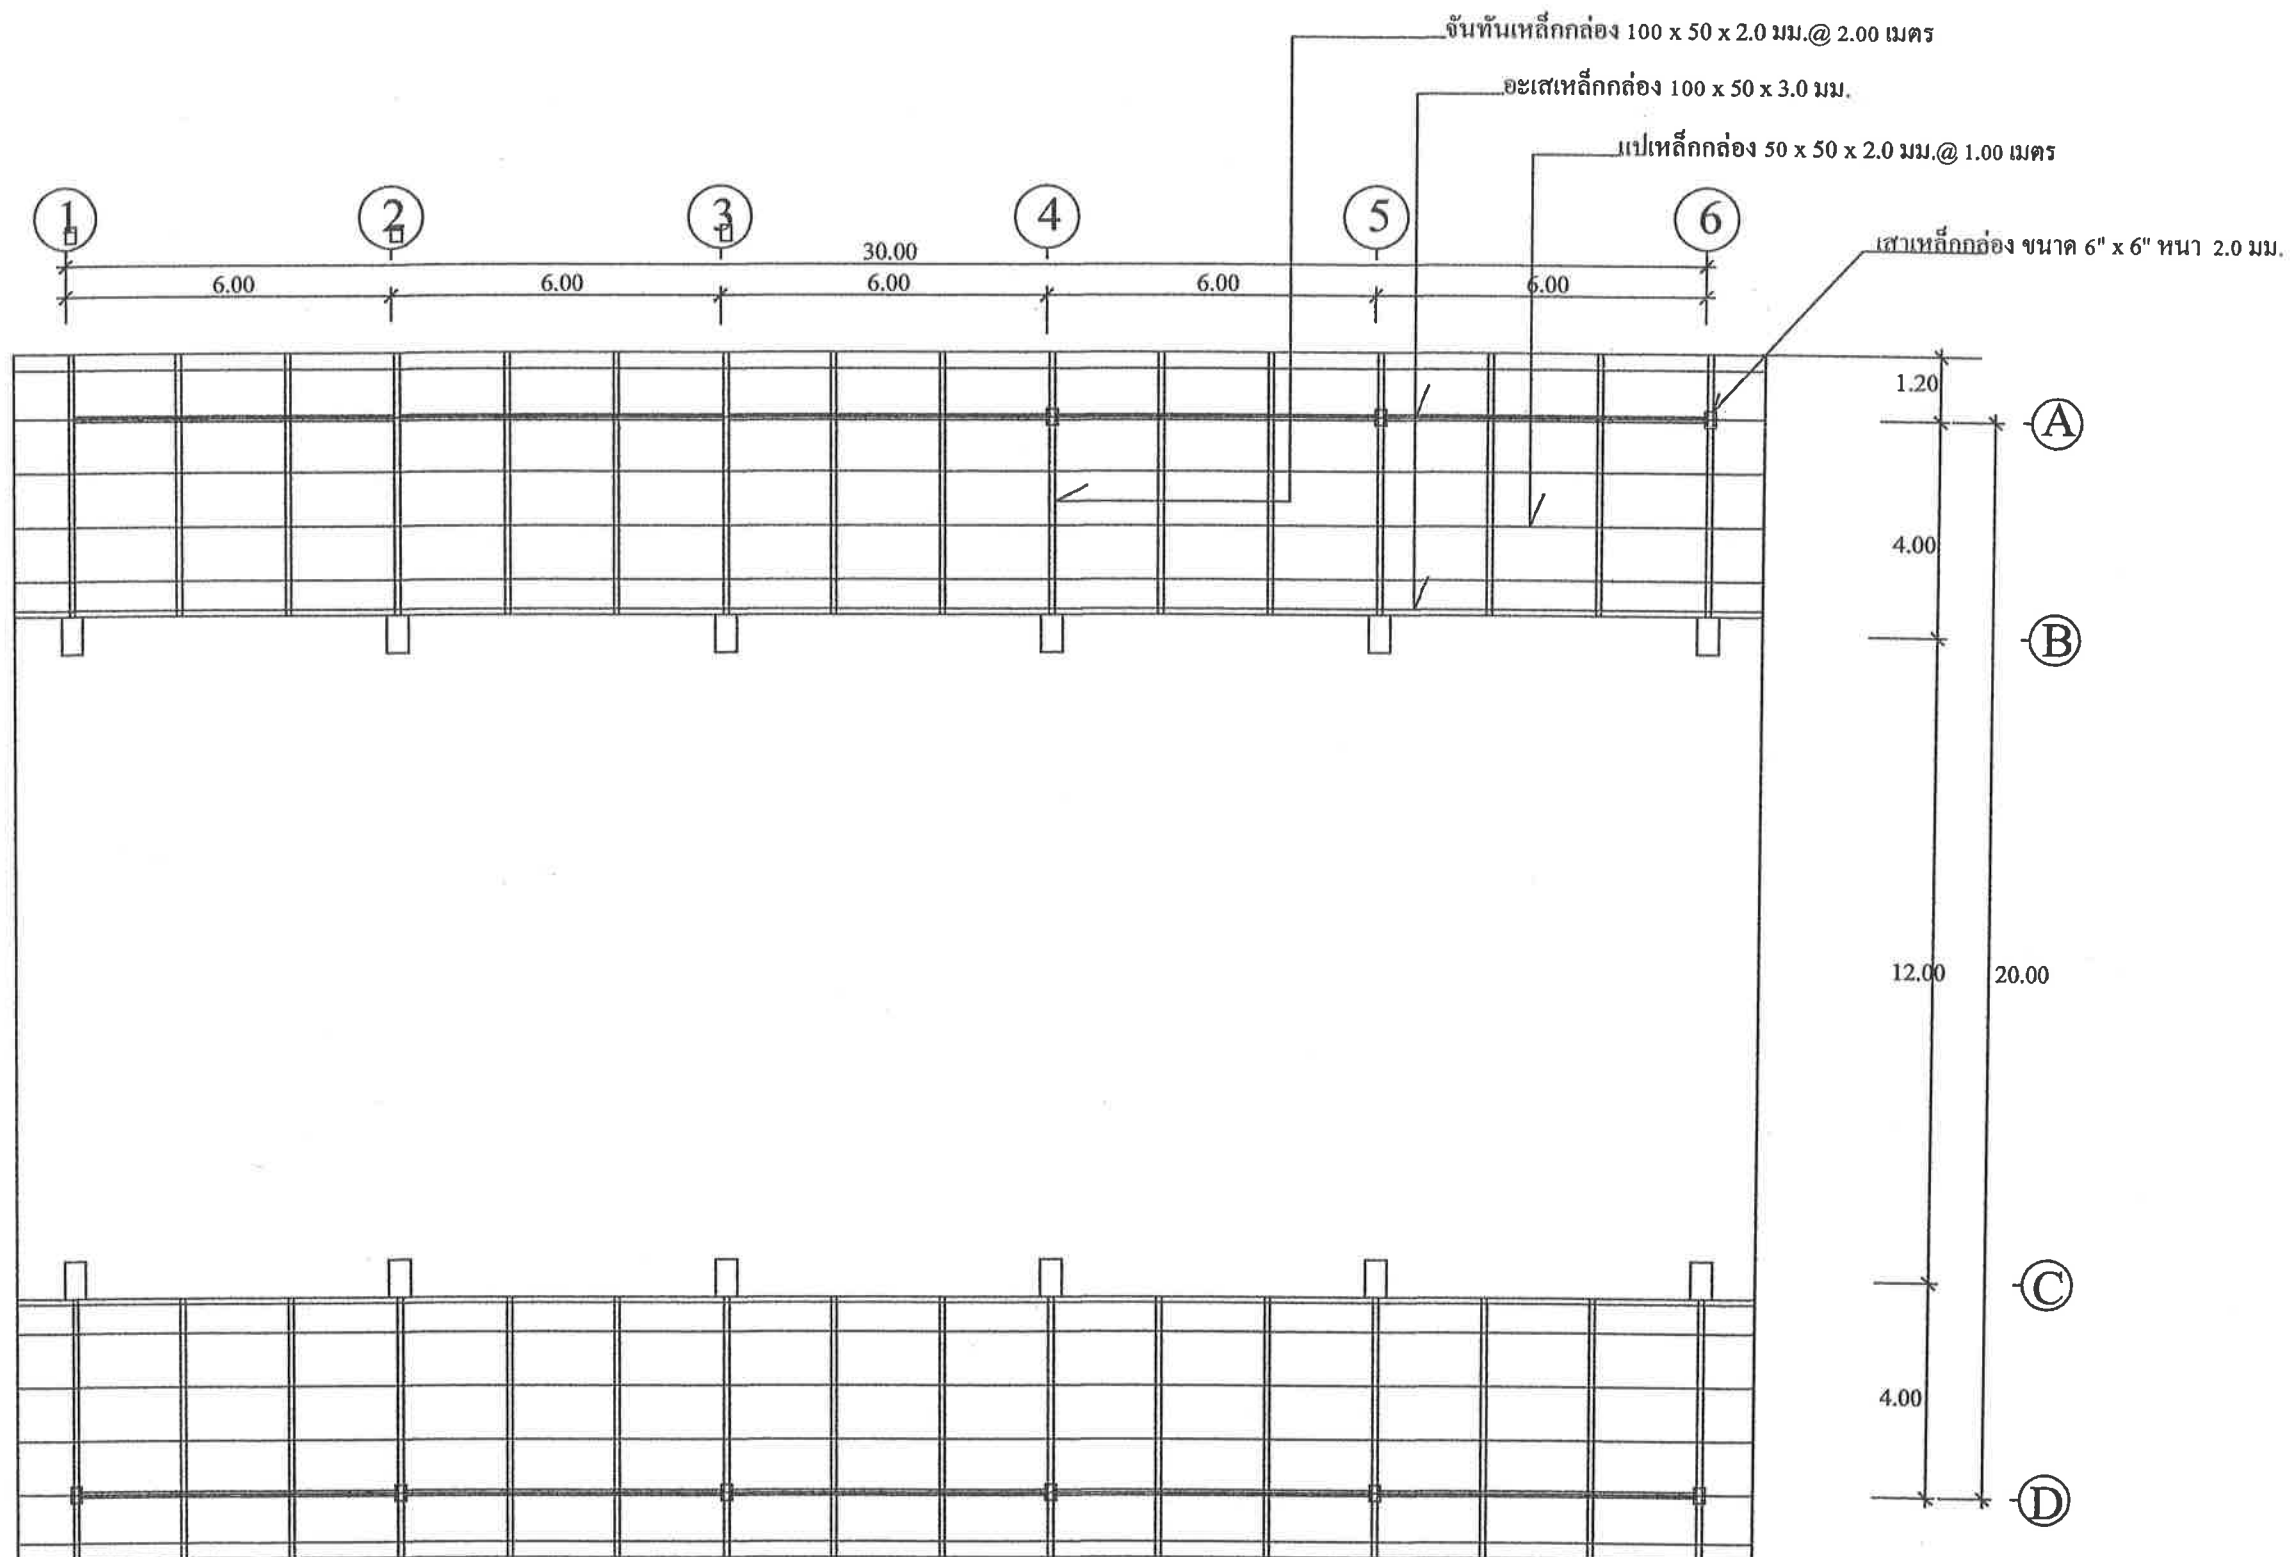 จันทันเหล็กกล่อง 100 x 50 x 2.0 มม.@ 2.00 เมตร
อะเสเหล็กกล่อง 100 x 50 x 3.0 มม.
แปเหล็กกล่อง 50 x 50 x 2.0 มม.@ 1.00 เมตร
1 2 3 4 5 6
เสาเหล็กกล่อง ขนาด 6" x 6" หนา 2.0 มม.
30.00
6.00 6.00 6.00 6.00 6.00
1.20
A
4.00
B
12.00 20.00
C
4.00
D